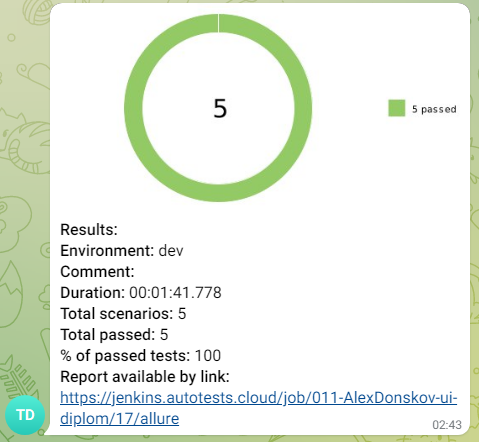 5
5 passed
Results:
Environment: dev
Comment:
Duration: 00:01:41.778
Total scenarios: 5
Total passed: 5
% of passed tests: 100
Report available by link:
https://jenkins.autotests.cloud/job/011-AlexDonskov-ui-
diplom/17/allure
TD
02:43